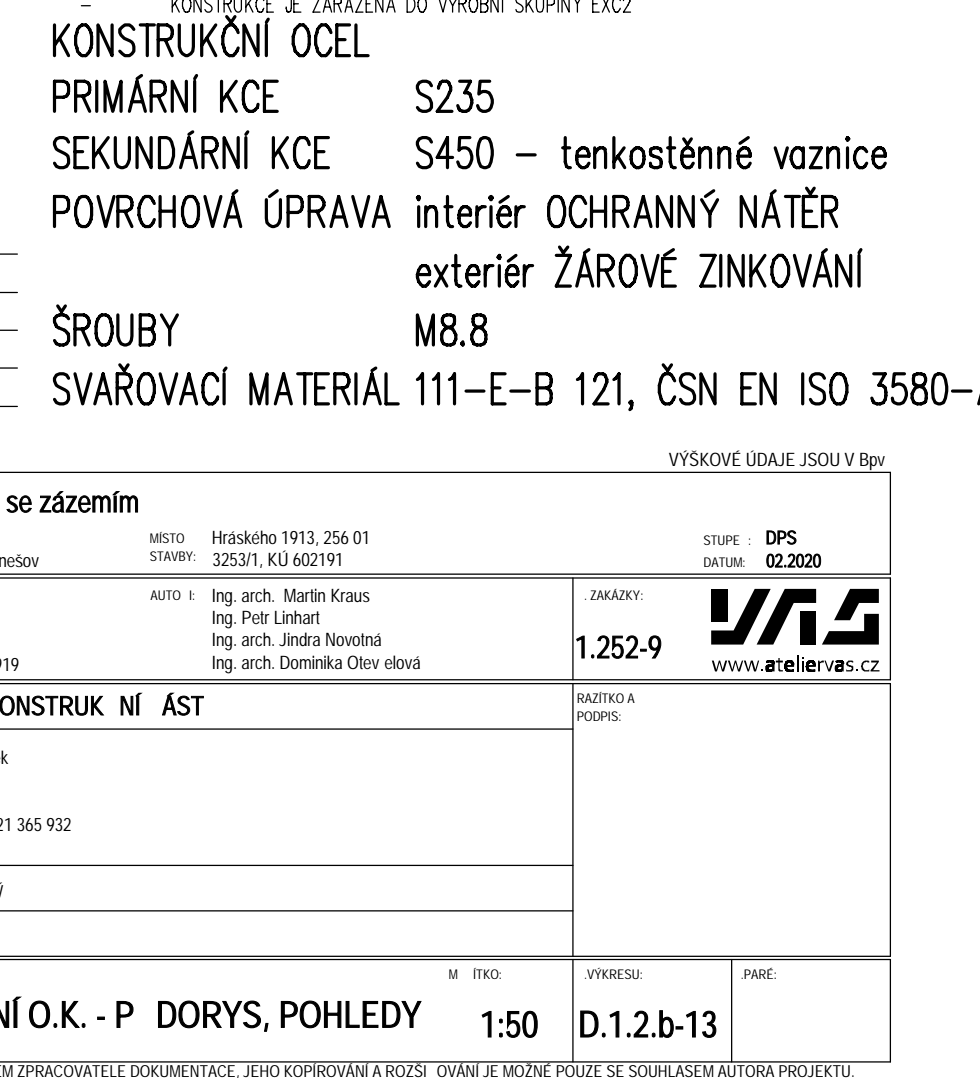 – KONSTRUKCE JE ZAŘAZENA DO VÝROBNÍ SKUPINY EXC2
KONSTRUKČNÍ OCEL
PRIMÁRNÍ KCE S235
SEKUNDÁRNÍ KCE S450 – tenkostěnné vaznice
POVRCHOVÁ ÚPRAVA interiér OCHRANNÝ NÁTĚR
exteriér ŽÁROVÉ ZINKOVÁNÍ
ŠROUBY M8.8
SVAŘOVACÍ MATERIÁL 111–E–B 121, ČSN EN ISO 3580–A
VÝŠKOVÉ ÚDAJE JSOU V Bpv
se zázemím
nešov MÍSTO STAVBY: Hráského 1913, 256 01
3253/1, KÚ 602191
STUPE : DPS
DATUM: 02.2020
919
AUTO I: Ing. arch. Martin Kraus
Ing. Petr Linhart
Ing. arch. Jindra Novotná
Ing. arch. Dominika Otev elová
. ZAKÁZKY:
1.252-9
VAS
www.ateliervas.cz
ONSTRUK NÍ ÁST
RAZÍTKO A
PODPIS:
k
21 365 932
NÍ O.K. - P DORYS, POHLEDY
M ÍTKO:
1:50
.VÝKRESU:
D.1.2.b-13
.PARÉ:
EM ZPRACOVATELE DOKUMENTACE, JEHO KOPÍROVÁNÍ A ROZŠI OVÁNÍ JE MOŽNÉ POUZE SE SOUHLASEM AUTORA PROJEKTU.